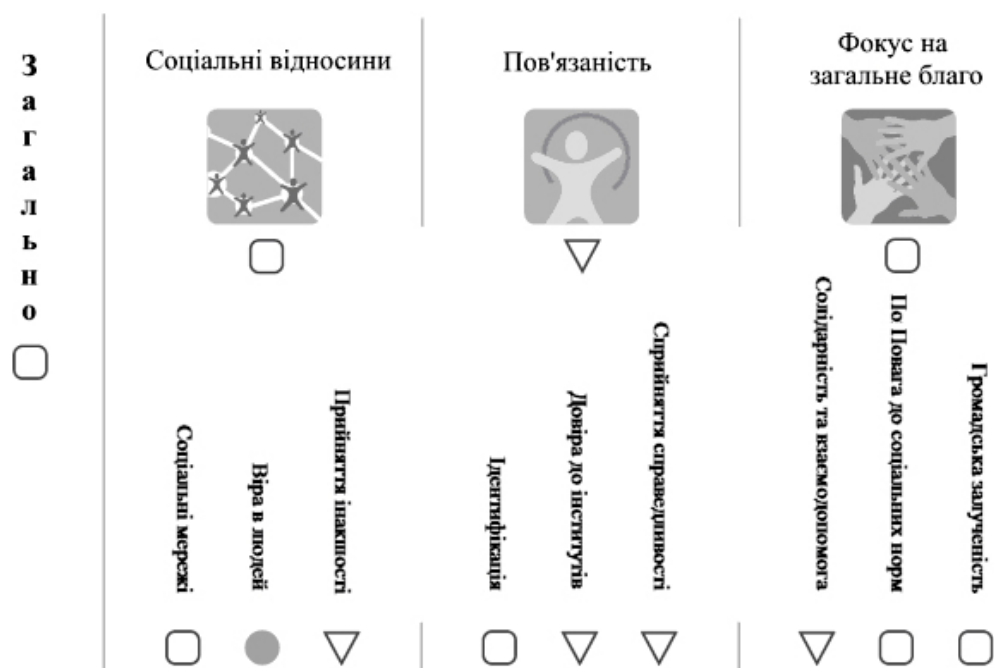 Загально
Соціальні відносини
Пов'язаність
Фокус на
загальне благо
Соціальні мережі
Віра в людей
Прийняття інакшості
Ідентифікація
Довіра до інститутів
Сприйняття справедливості
Солідарність та взаємодопомога
По Повага до соціальних норм
Громадська залученість